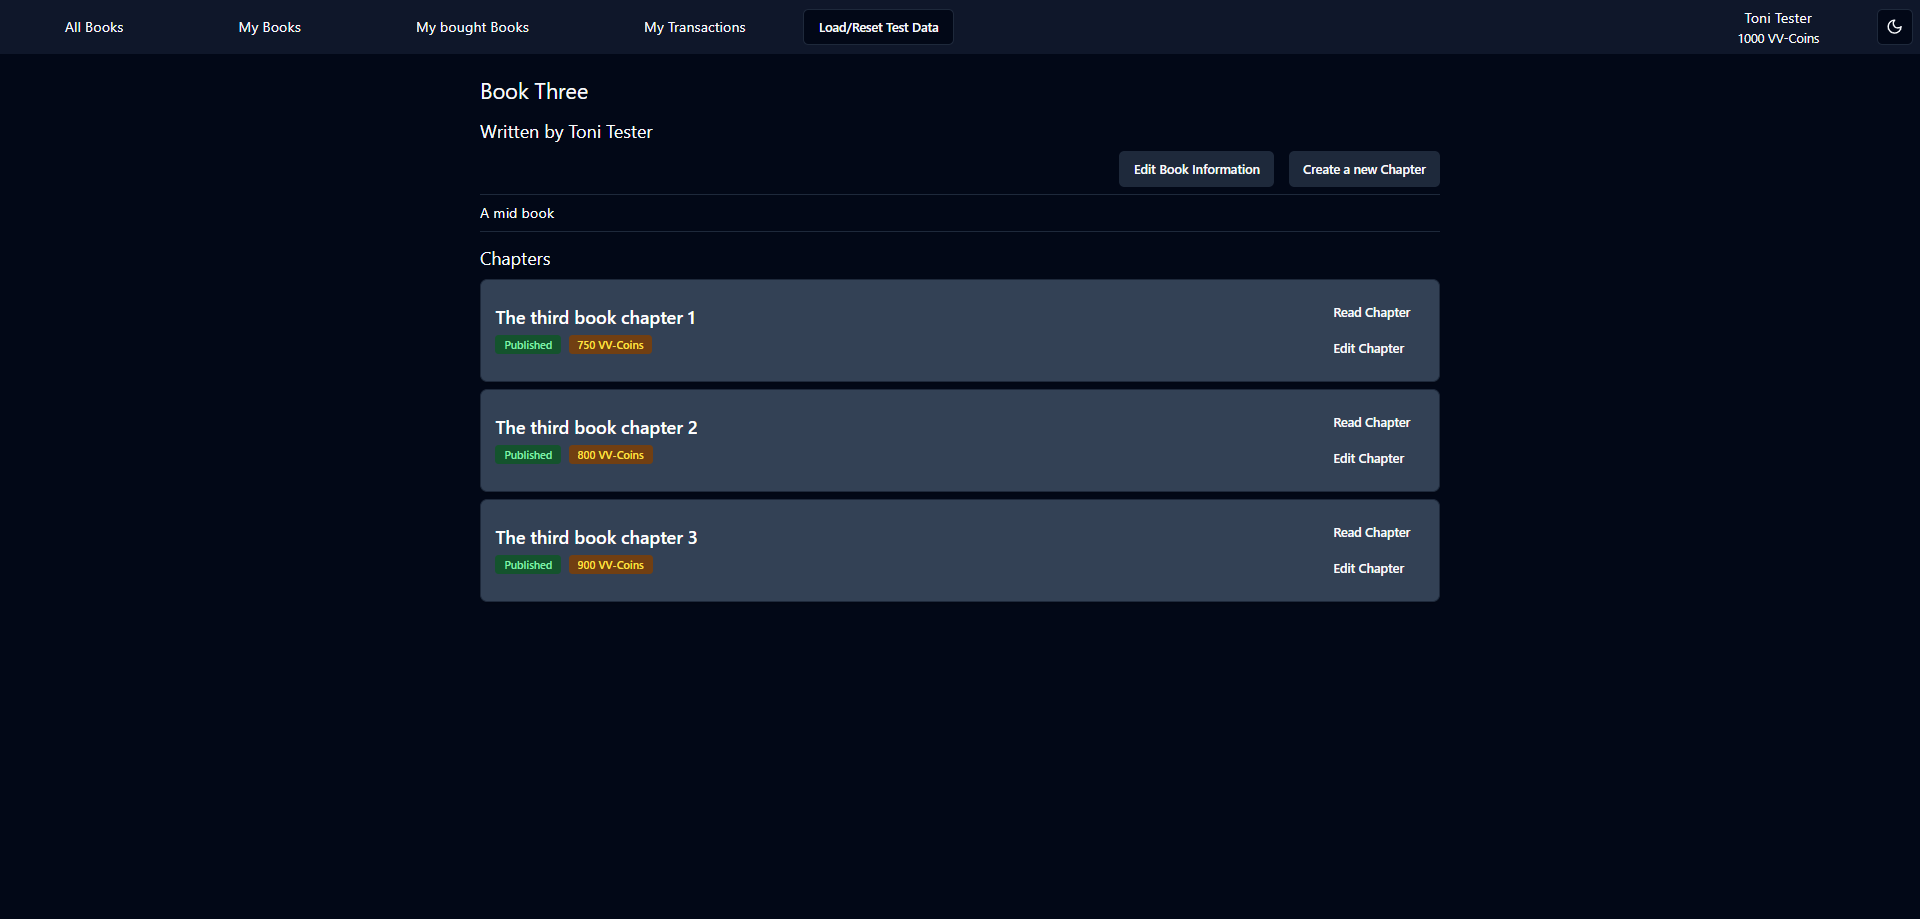 All Books My Books My bought Books My Transactions Load/Reset Test Data Toni Tester
1000 VV-Coins
Book Three
Written by Toni Tester
Edit Book Information Create a new Chapter
A mid book
Chapters
The third book chapter 1
Published 750 VV-Coins
Read Chapter
Edit Chapter
The third book chapter 2
Published 800 VV-Coins
Read Chapter
Edit Chapter
The third book chapter 3
Published 900 VV-Coins
Read Chapter
Edit Chapter